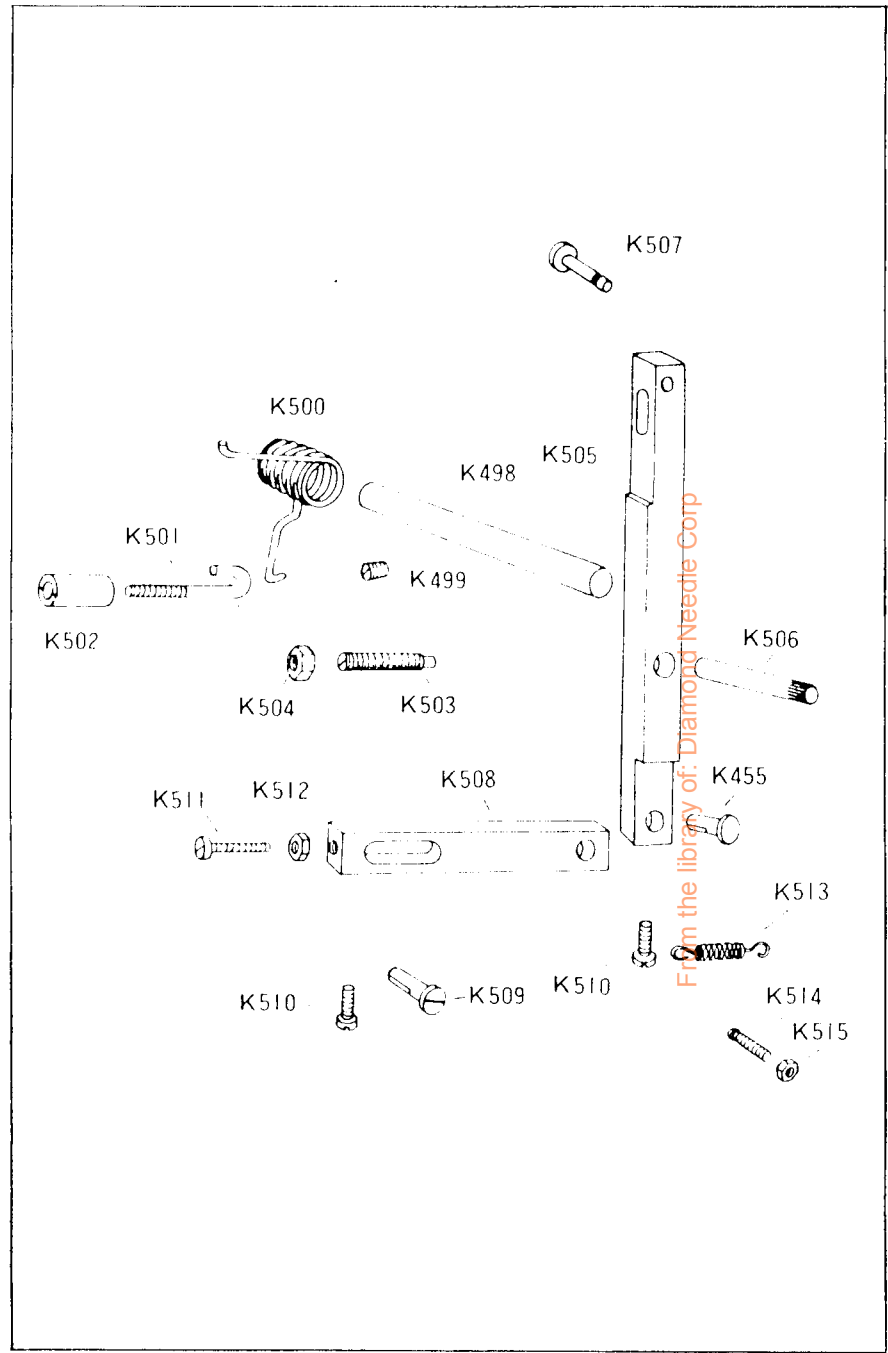 K507
K500
K505
K498
K501
K499
K502
K506
K504
K503
K508
K455
K512
K511
K513
K510
K509
K510
K514
K515
From the library of: Diamond Needle Corp